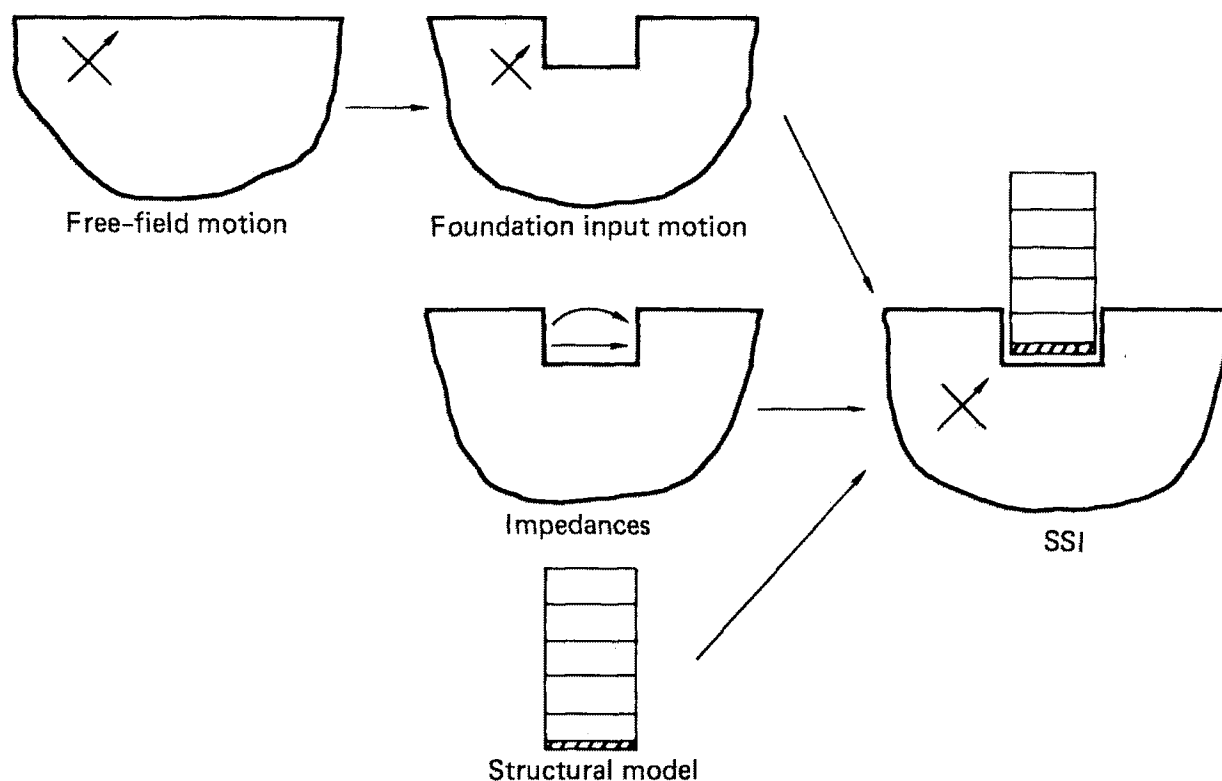 Free-field motion
Foundation input motion
Impedances
SSI
Structural model